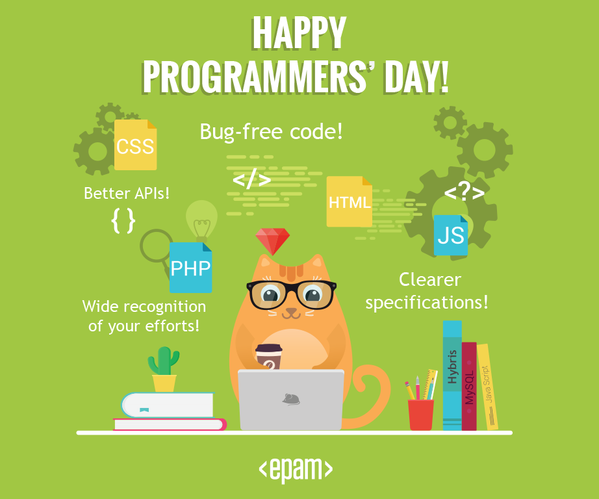 HAPPY
PROGRAMMERS' DAY!
Bug-free code!
CSS
</>
Better APIs!
{ }
HTML
<?>
JS
PHP
Clearer
specifications!
Wide recognition
of your efforts!
Hybris
MySQL
Java Script
<epam>